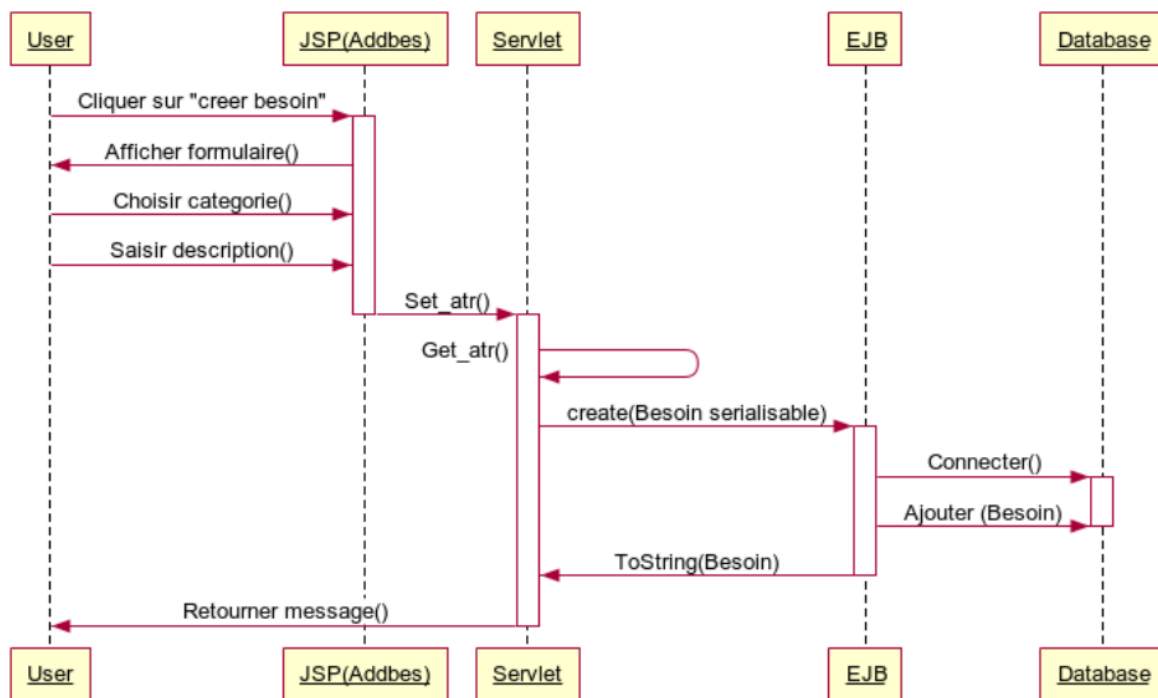 User JSP(Addbes) Servlet EJB Database
Cliquer sur "creer besoin"
Afficher formulaire()
Choisir categorie()
Saisir description()
Set_atr()
Get_atr()
create(Besoin serialisable)
Connecter()
Ajouter (Besoin)
ToString(Besoin)
Retourner message()
User JSP(Addbes) Servlet EJB Database